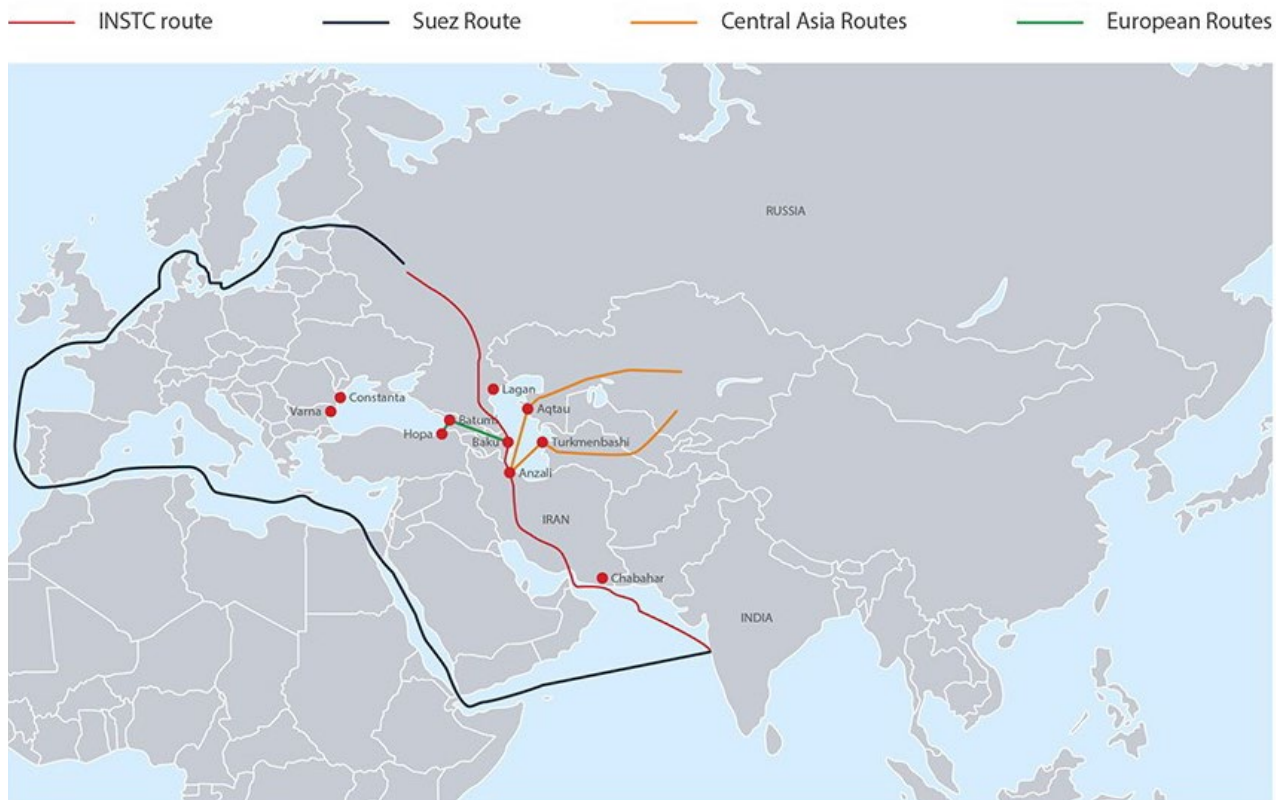 INSTC route
Suez Route
Central Asia Routes
European Routes
RUSSIA
Lagan
Constanta
Aqtau
Varna
Batumi
Hopa
Baku
Turkmenbashi
Anzali
IRAN
Chabahar
INDIA